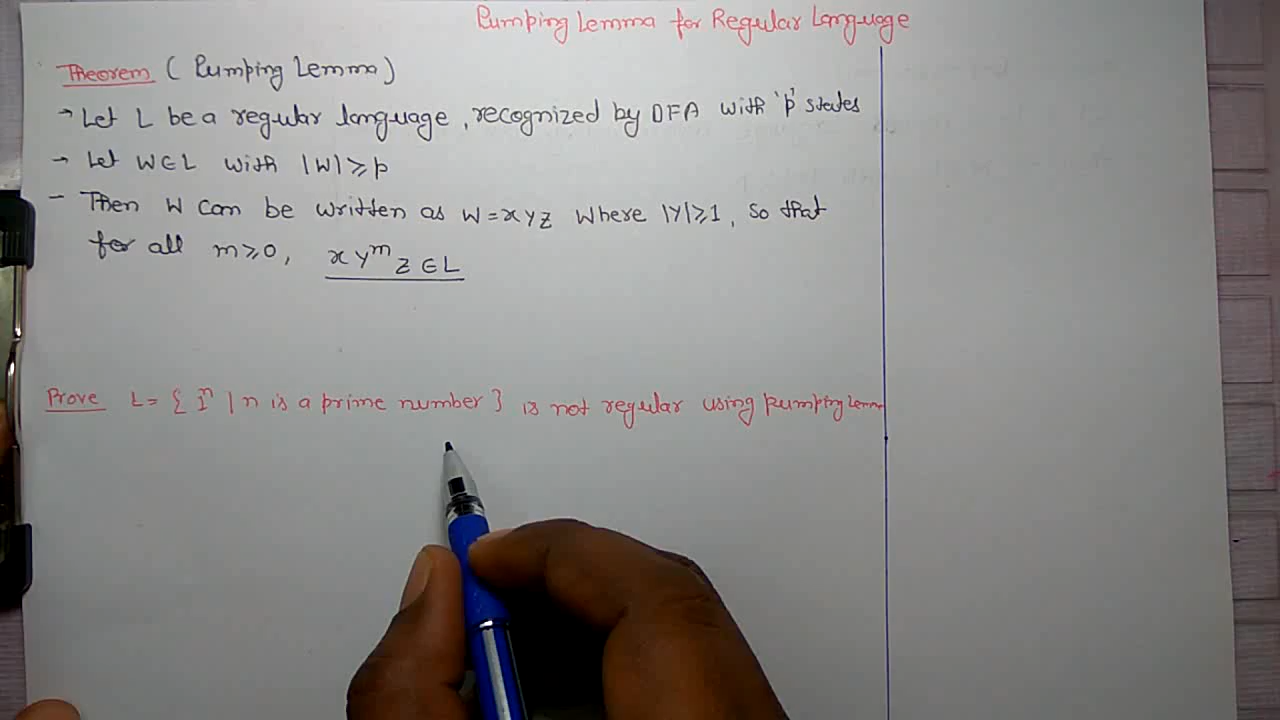 Pumping Lemma for Regular Language
Theorem (Pumping Lemma)
→ Let L be a regular language, recognized by DFA with 'p' states
→ Let W∈L with |W|≥p
- Then W can be written as W=xyz where |y|≥1, so that
for all m≥0, xy^m z∈L
Prove L= { 1^n | n is a prime number } is not regular using pumping Lemma